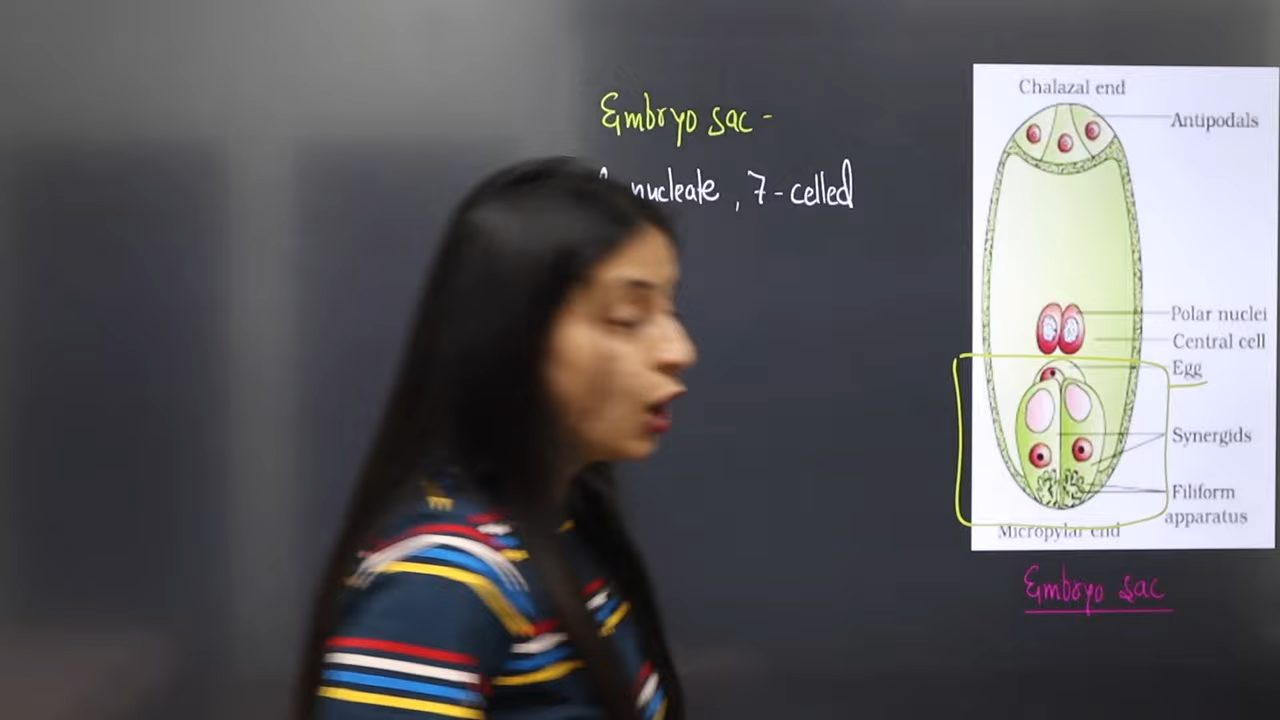 Embryo sac -
nucleate, 7-celled
Chalazal end
Antipodals
Polar nuclei
Central cell
Egg
Synergids
Filiform
apparatus
Micropylar end
Embryo sac